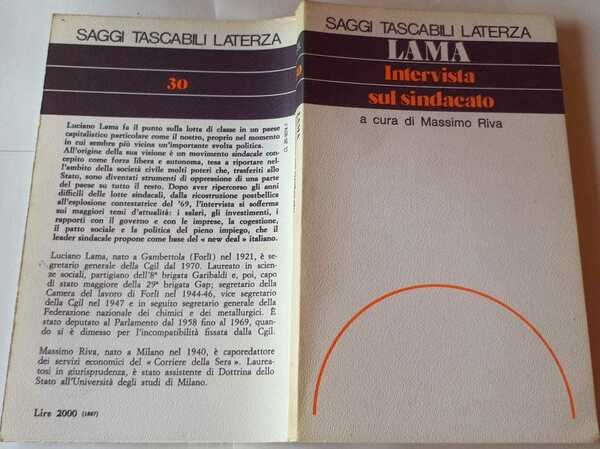 SAGGI TASCABILI LATERZA
30
Luciano Lama fa il punto sulla lotta di classe in un paese
capitalistico particolare come il nostro, proprio nel momento
in cui sembra più vicina un'importante svolta politica.
All'origine della sua visione è un movimento sindacale con-
cepito come forza libera e autonoma, tesa a riportare nel-
l'ambito della società civile molti poteri che, trasferiti allo
Stato, sono diventati strumenti di oppressione di una parte
del paese su tutto il resto. Dopo aver ripercorso gli anni
difficili delle lotte sindacali, dalla ricostruzione postbellica
all'esplosione contestatrice del '69, l'intervista si sofferma
sui maggiori temi d'attualità: i salari, gli investimenti, i
rapporti con il governo e con le imprese, la cogestione,
il patto sociale e la politica del pieno impiego, che il
leader sindacale propone come base del « new deal » italiano.
Luciano Lama, nato a Gambettola (Forlì) nel 1921, è se-
gretario generale della Cgil dal 1970. Laureato in scien-
ze sociali, partigiano dell'8ª brigata Garibaldi e, poi, capo
di stato maggiore della 29ª brigata Gap; segretario della
Camera del lavoro di Forlì nel 1944-46, vice segretario
della Cgil nel 1947 e in seguito segretario generale della
Federazione nazionale dei chimici e dei metallurgici. È
stato deputato al Parlamento dal 1958 fino al 1969, quan-
do si è dimesso per l'incompatibilità fissata dalla Cgil.
Massimo Riva, nato a Milano nel 1940, è caporedattore
dei servizi economici del « Corriere della Sera ». Laurea-
tosi in giurisprudenza, è stato assistente di Dottrina dello
Stato all'Università degli studi di Milano.
Lire 2000 (1887)
LAMA
SAGGI TASCABILI LATERZA
LAMA
Intervista
sul sindacato
a cura di Massimo Riva